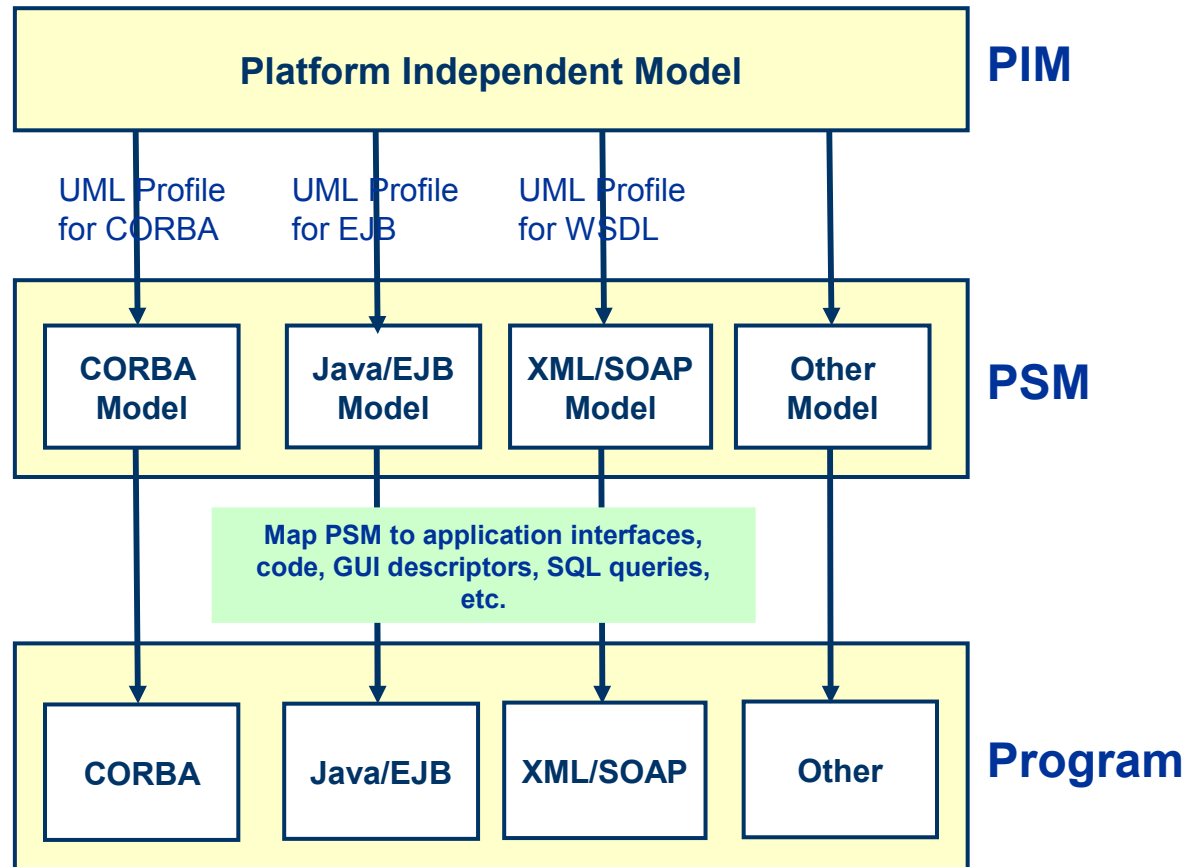 Platform Independent Model
PIM
UML Profile
for CORBA
UML Profile
for EJB
UML Profile
for WSDL
CORBA
Model
Java/EJB
Model
XML/SOAP
Model
Other
Model
PSM
Map PSM to application interfaces,
code, GUI descriptors, SQL queries,
etc.
CORBA
Java/EJB
XML/SOAP
Other
Program